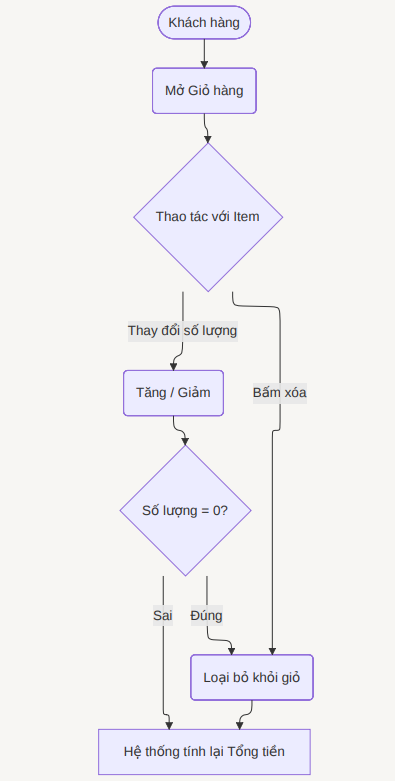 Khách hàng
Mở Giỏ hàng
Thao tác với Item
Thay đổi số lượng
Bấm xóa
Tăng / Giảm
Số lượng = 0?
Sai
Đúng
Loại bỏ khỏi giỏ
Hệ thống tính lại Tổng tiền